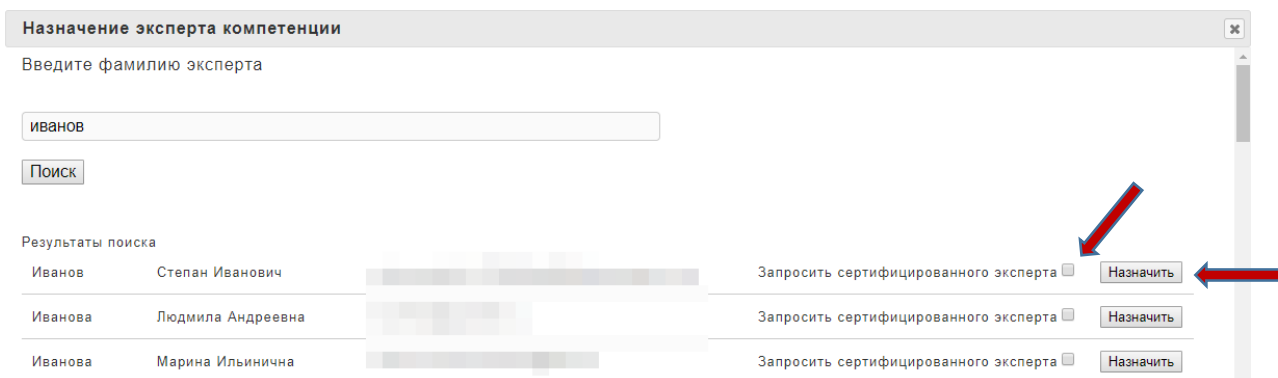 Назначение эксперта компетенции
Введите фамилию эксперта
иванов
Поиск
Результаты поиска
Иванов Степан Иванович Запросить сертифицированного эксперта Назначить
Иванова Людмила Андреевна Запросить сертифицированного эксперта Назначить
Иванова Марина Ильинична Запросить сертифицированного эксперта Назначить